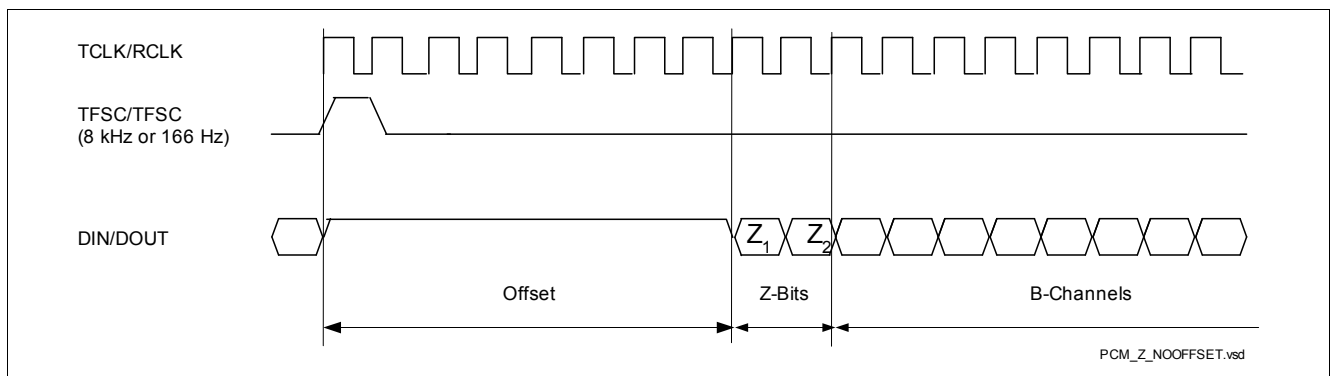 TCLK/RCLK
TFSC/TFSC
(8 kHz or 166 Hz)
DIN/DOUT
Z1 Z2
Offset Z-Bits B-Channels
PCM_Z_NOOFFSET.vsd